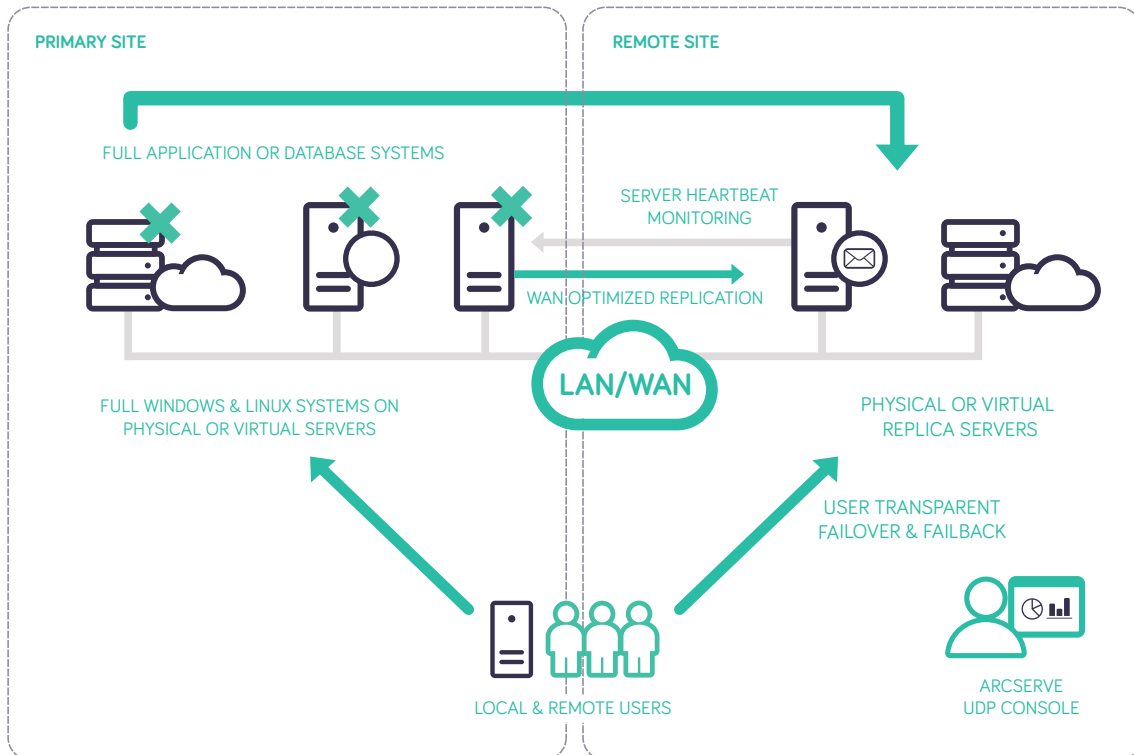 PRIMARY SITE
REMOTE SITE
FULL APPLICATION OR DATABASE SYSTEMS
SERVER HEARTBEAT
MONITORING
WAN OPTIMIZED REPLICATION
LAN/WAN
FULL WINDOWS & LINUX SYSTEMS ON
PHYSICAL OR VIRTUAL SERVERS
PHYSICAL OR VIRTUAL
REPLICA SERVERS
USER TRANSPARENT
FAILOVER & FAILBACK
LOCAL & REMOTE USERS
ARCSERVE
UDP CONSOLE